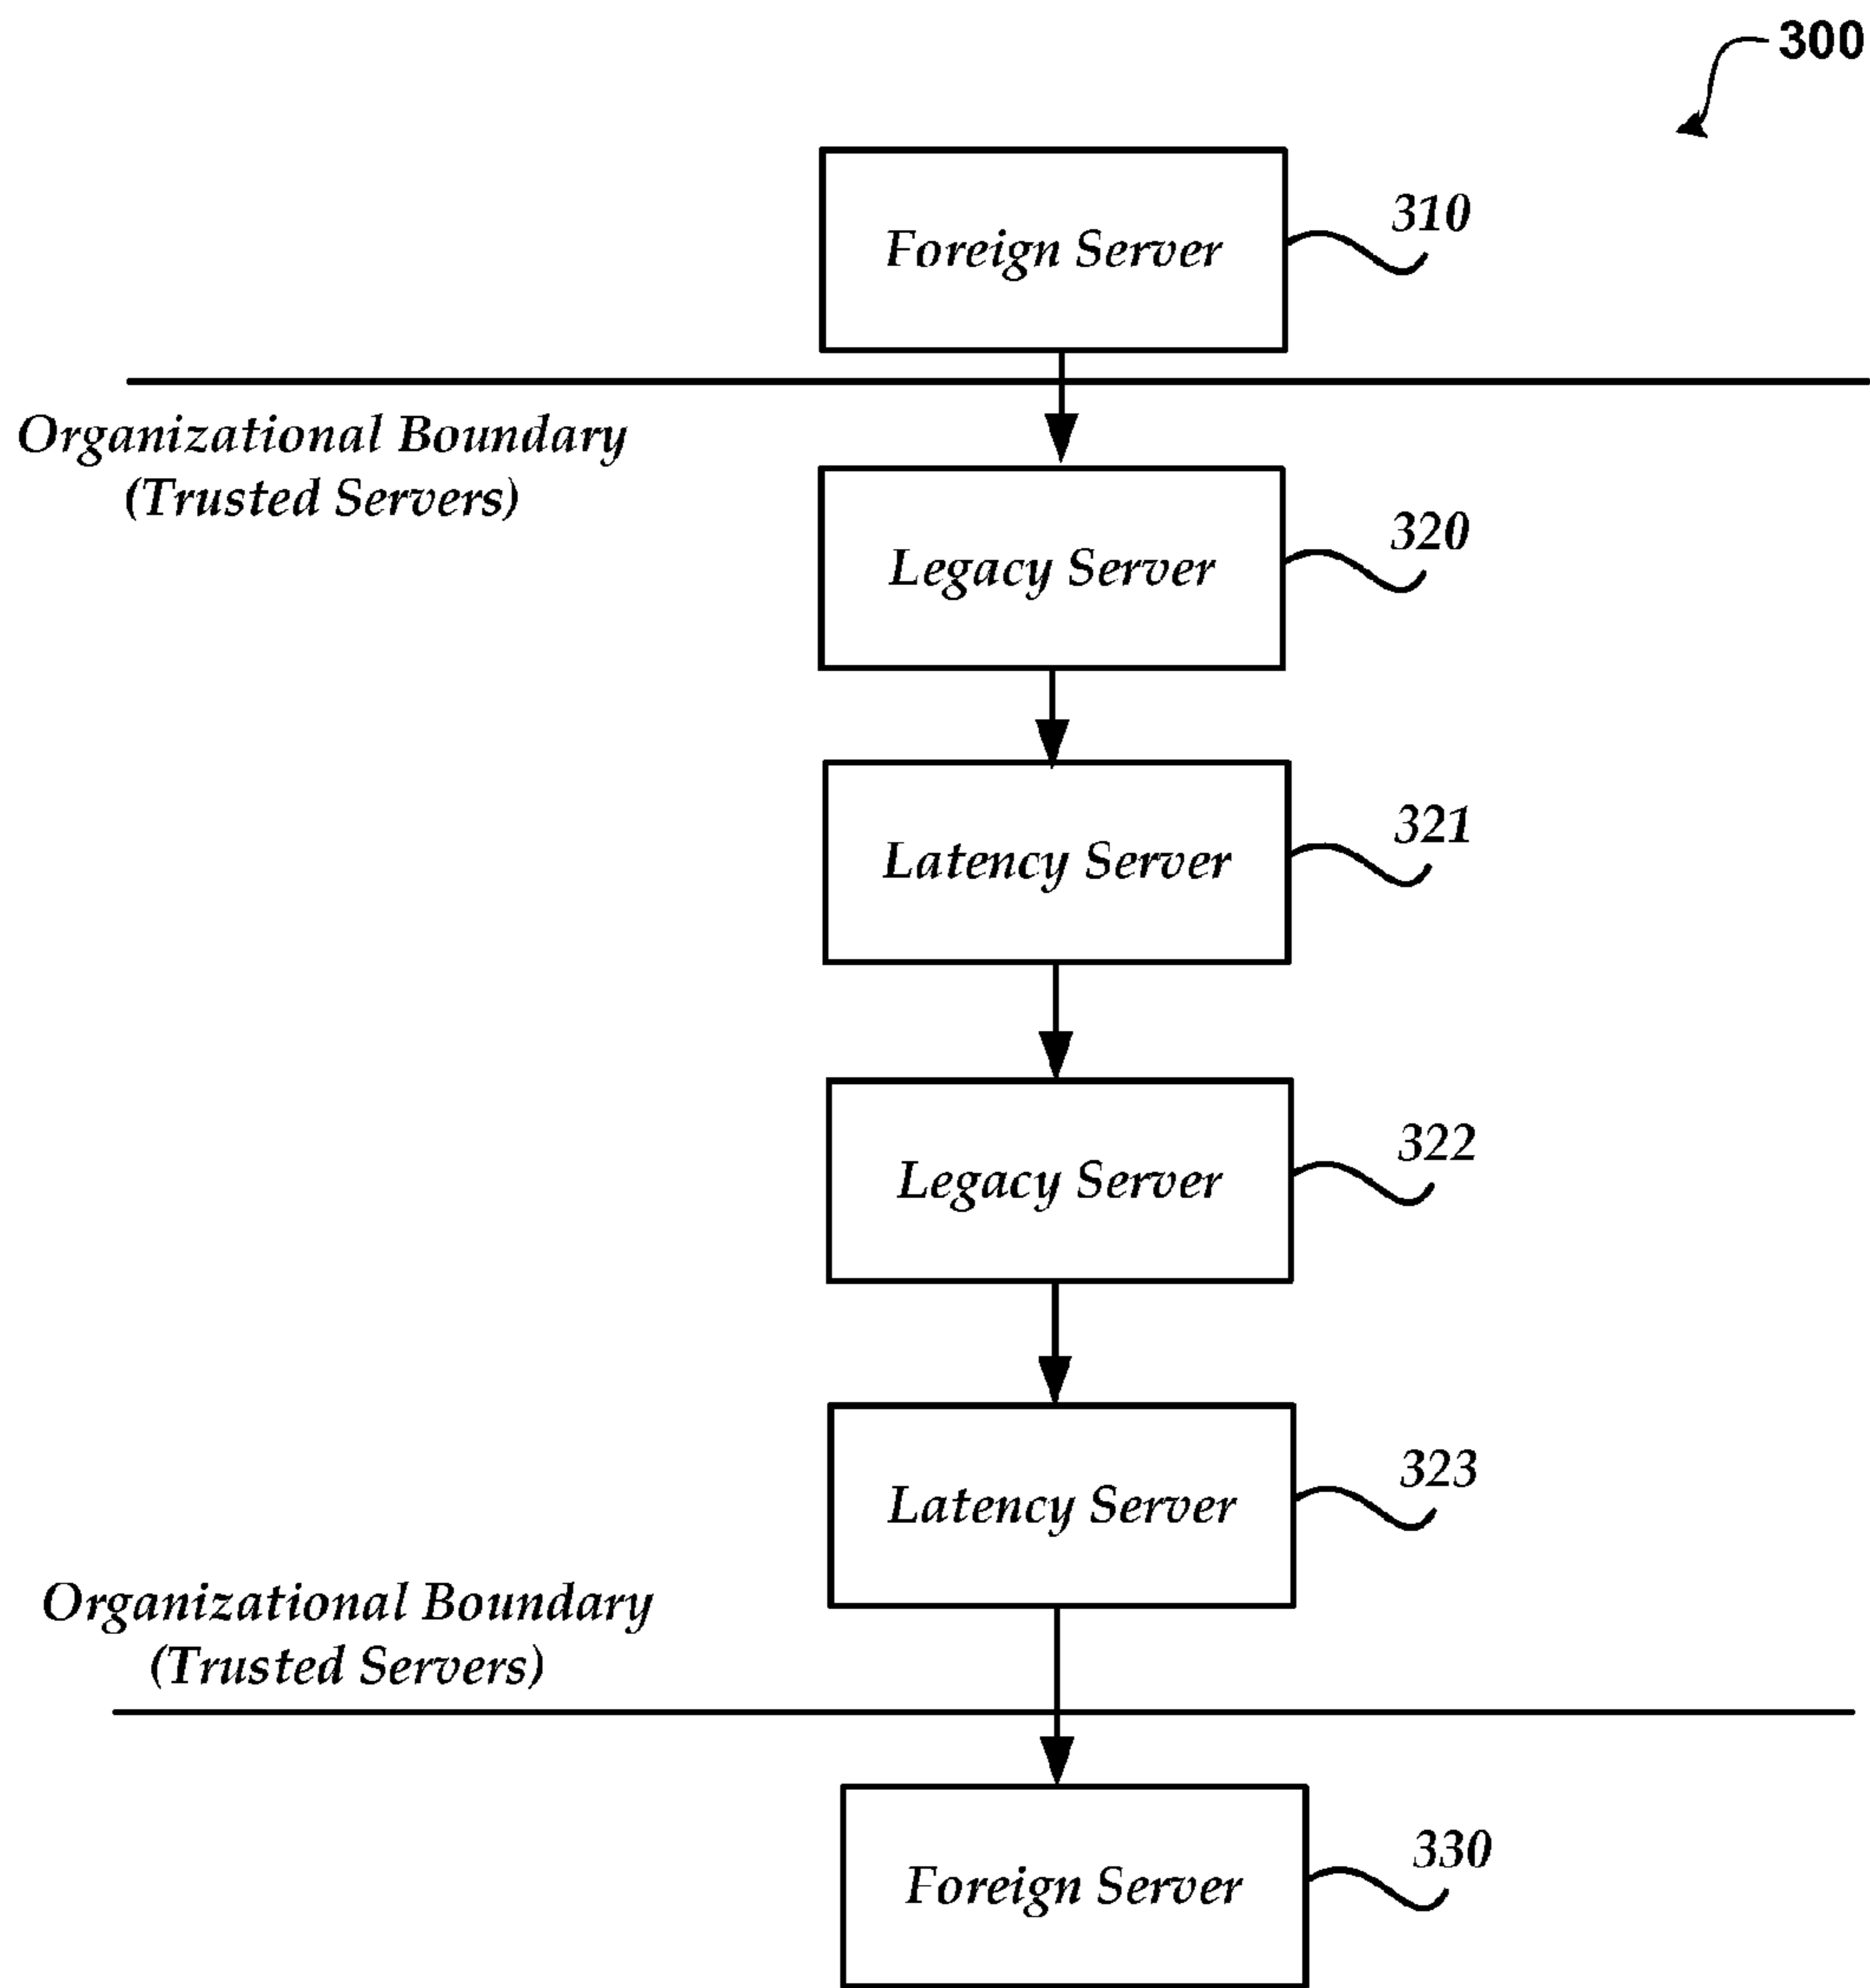 300
Foreign Server
310
Organizational Boundary
(Trusted Servers)
Legacy Server
320
Latency Server
321
Legacy Server
322
Latency Server
323
Organizational Boundary
(Trusted Servers)
Foreign Server
330